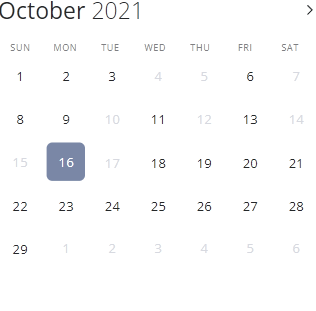 October 2021 >
SUN MON TUE WED THU FRI SAT
1 2 3 4 5 6 7
8 9 10 11 12 13 14
15 16 17 18 19 20 21
22 23 24 25 26 27 28
29 1 2 3 4 5 6